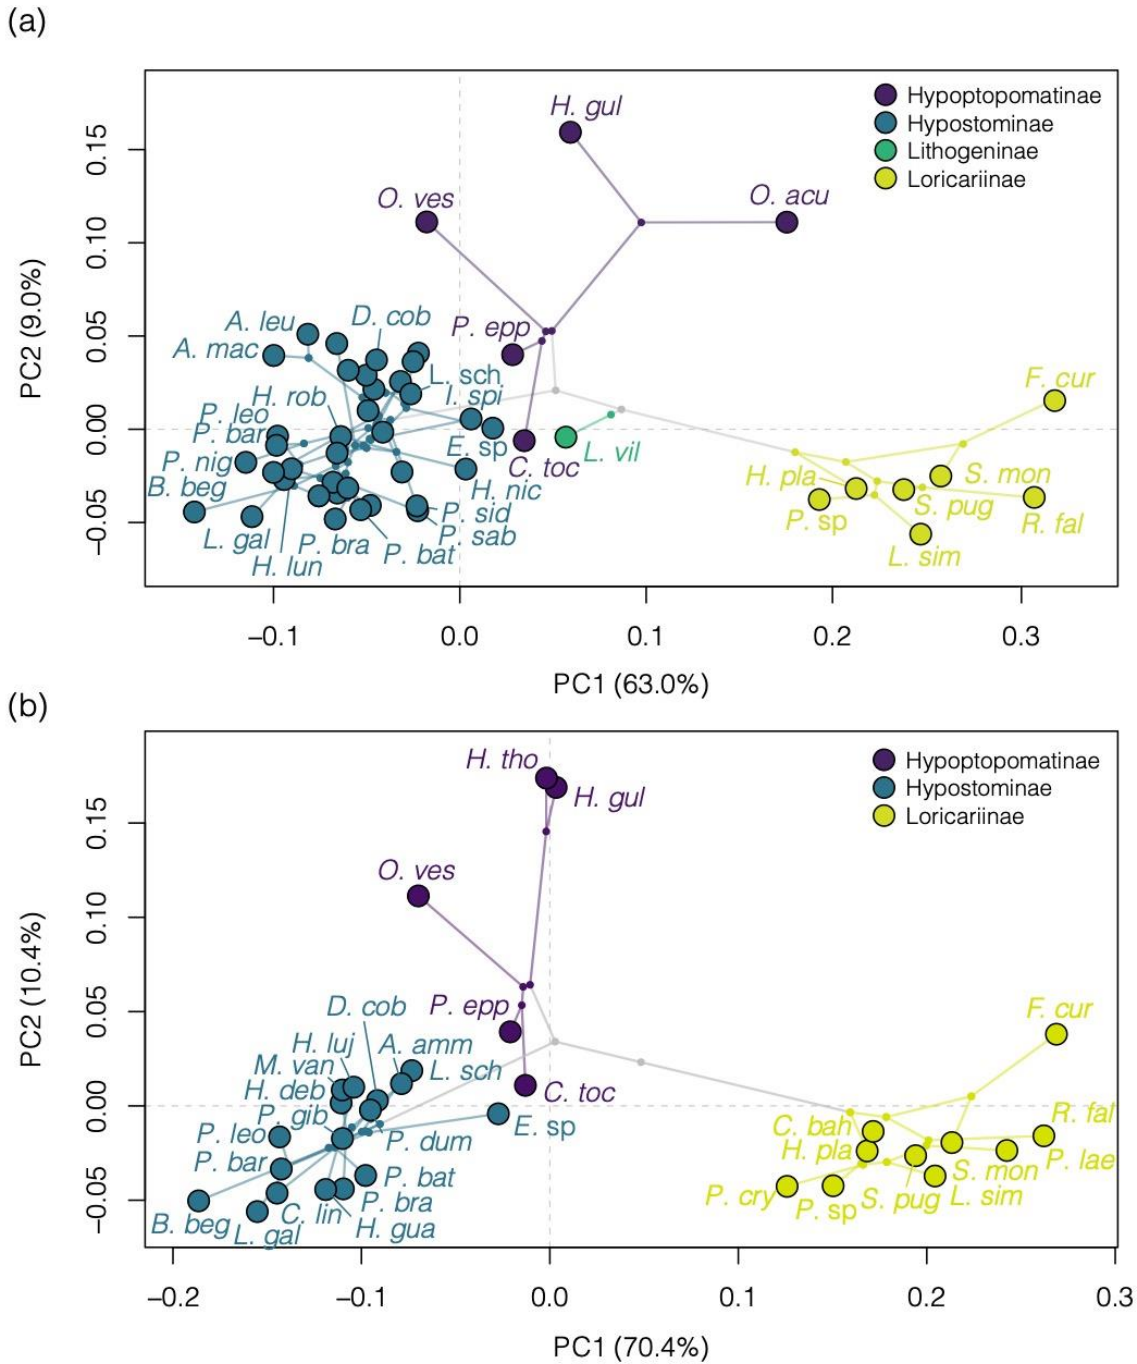 (a)
H. gul
O. ves
O. acu
Hypoptopomatinae
Hypostominae
Lithogeninae
Loricariinae
PC2 (9.0%)
0.15
0.10
0.05
0.00
−0.05
P. epp
D. cob
A. leu
A. mac
L. sch
I. spi
H. rob
P. leo
P. bar
P. nig
B. beg
E. sp
C. toc
L. vil
H. nic
F. cur
H. pla
S. mon
P. sp
S. pug
R. fal
L. sim
L. gal
P. bra
H. lun
P. bat
P. sid
P. sab
−0.1
0.0
0.1
0.2
0.3
PC1 (63.0%)
(b)
H. tho
H. gul
Hypoptopomatinae
Hypostominae
Loricariinae
PC2 (10.4%)
0.15
0.10
0.05
0.00
−0.05
O. ves
P. epp
D. cob
H. luj
A. amm
M. van
L. sch
H. deb
C. toc
P. gib
P. leo
P. dum
E. sp
P. bar
P. bat
P. bra
B. beg
C. lin
L. gal
H. gua
F. cur
R. fal
C. bah
H. pla
P. lae
S. mon
P. cry
P. sp
S. pug
L. sim
−0.2
−0.1
0.0
0.1
0.2
0.3
PC1 (70.4%)